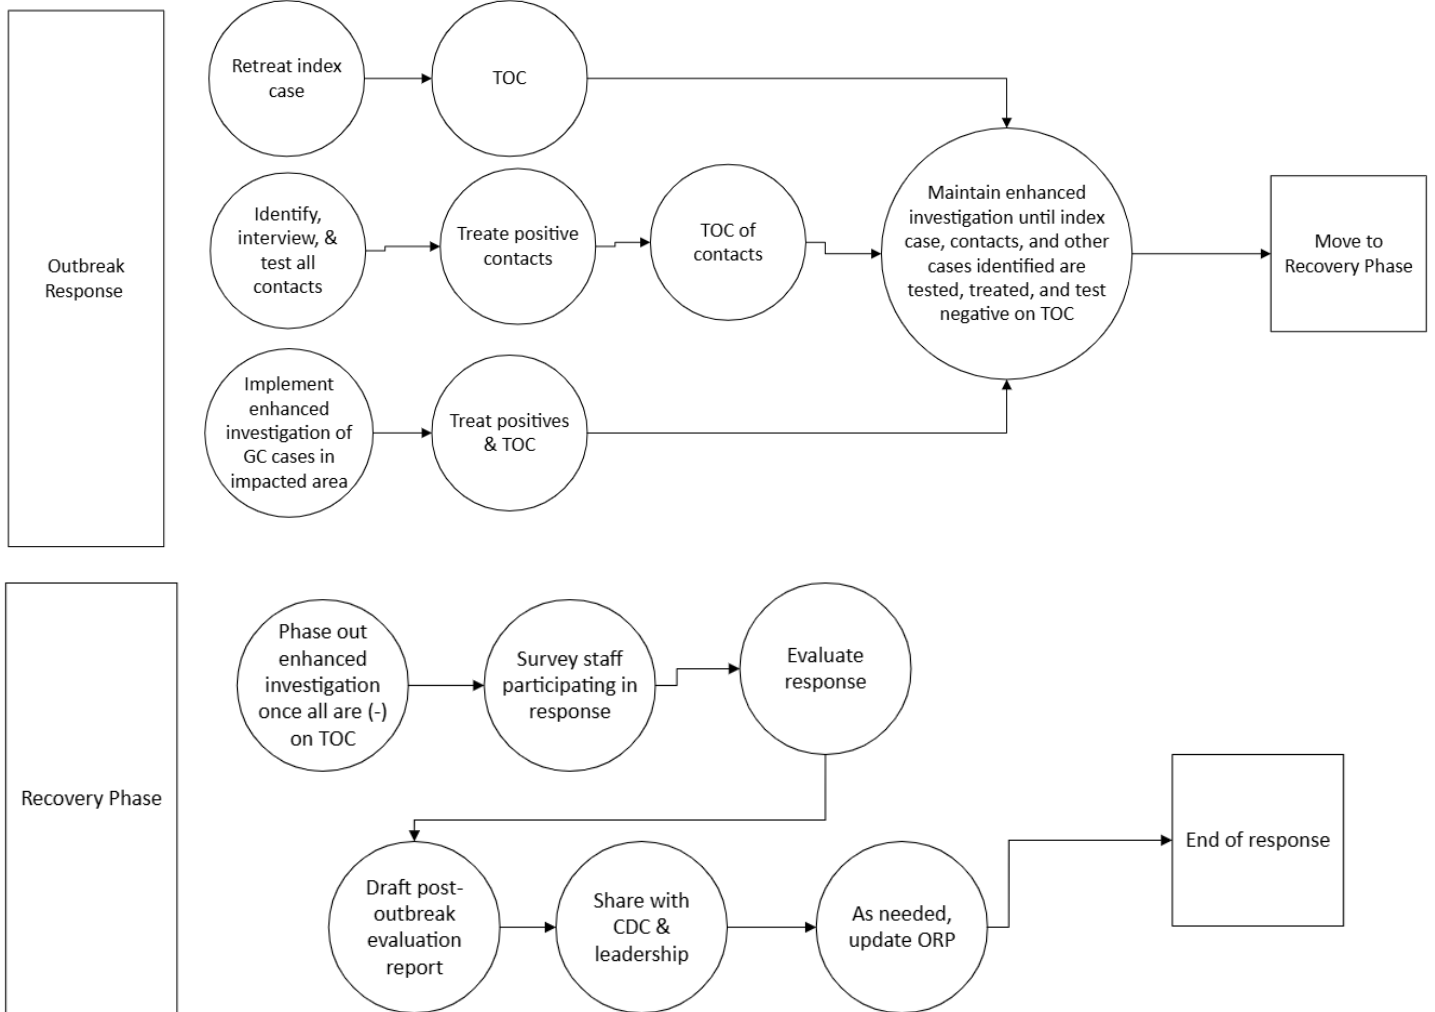 Outbreak
Response
Retreat index
case
TOC
Identify,
interview, &
test all
contacts
Treate positive
contacts
TOC of
contacts
Implement
enhanced
investigation of
GC cases in
impacted area
Treat positives
& TOC
Maintain enhanced
investigation until index
case, contacts, and other
cases identified are
tested, treated, and test
negative on TOC
Move to
Recovery Phase
Recovery Phase
Phase out
enhanced
investigation
once all are (-)
on TOC
Survey staff
participating in
response
Evaluate
response
Draft post-
outbreak
evaluation
report
Share with
CDC &
leadership
As needed,
update ORP
End of response